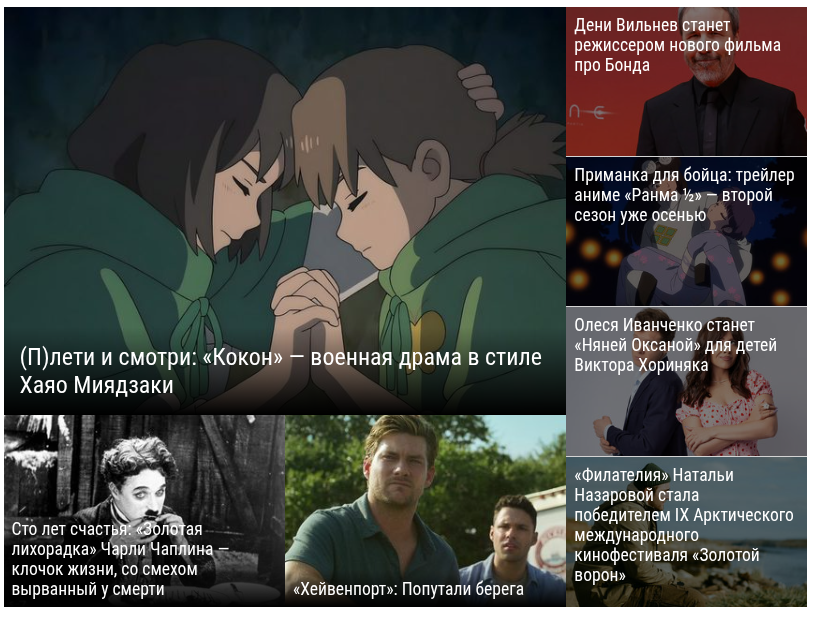 (П)лети и смотри: «Кокон» — военная драма в стиле
Хаяо Миядзаки
Сто лет счастья: «Золотая
лихорадка» Чарли Чаплина —
клочок жизни, со смехом
вырванный у смерти
«Хейвенпорт»: Попутали берега
Дени Вильнев станет
режиссером нового фильма
про Бонда
Приманка для бойца: трейлер
аниме «Ранма ½» — второй
сезон уже осенью
Олеся Иванченко станет
«Няней Оксаной» для детей
Виктора Хориняка
«Филателия» Натальи
Назаровой стала
победителем IX Арктического
международного
кинофестиваля «Золотой
ворон»